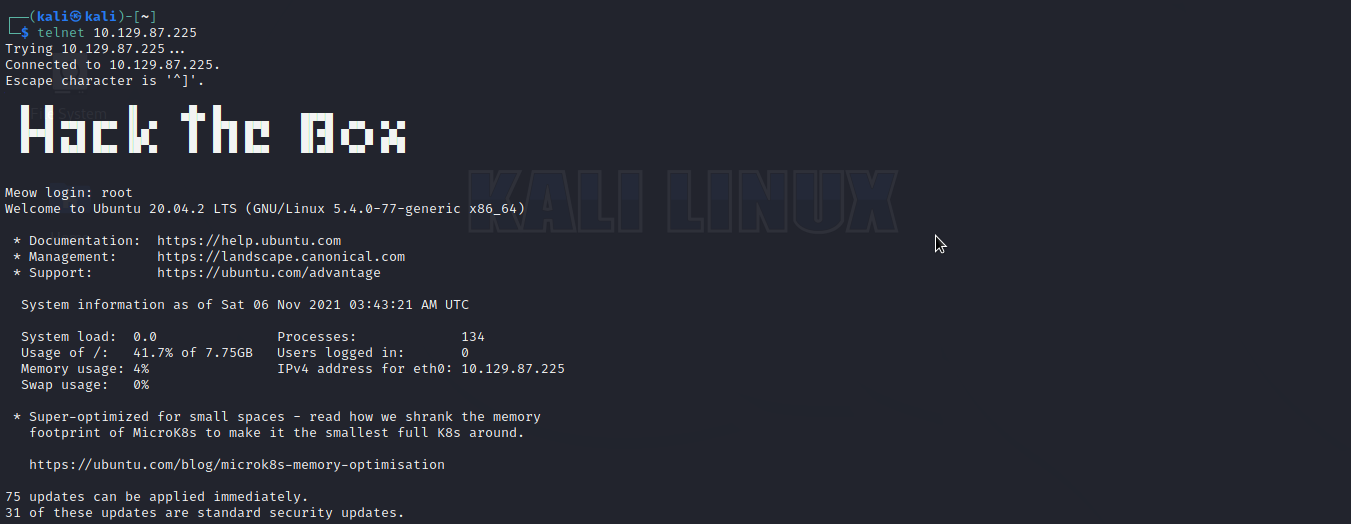 ┌──(kali㉿kali)-[~]
└─$ telnet 10.129.87.225
Trying 10.129.87.225...
Connected to 10.129.87.225.
Escape character is '^]'.
Hack the Box
KALI LINUX
Meow login: root
Welcome to Ubuntu 20.04.2 LTS (GNU/Linux 5.4.0-77-generic x86_64)
* Documentation:  https://help.ubuntu.com
* Management:     https://landscape.canonical.com
* Support:        https://ubuntu.com/advantage
System information as of Sat 06 Nov 2021 03:43:21 AM UTC
System load:  0.0               Processes:             134
Usage of /:   41.7% of 7.75GB   Users logged in:       0
Memory usage: 4%                IPv4 address for eth0: 10.129.87.225
Swap usage:   0%
* Super-optimized for small spaces - read how we shrank the memory
footprint of MicroK8s to make it the smallest full K8s around.
https://ubuntu.com/blog/microk8s-memory-optimisation
75 updates can be applied immediately.
31 of these updates are standard security updates.